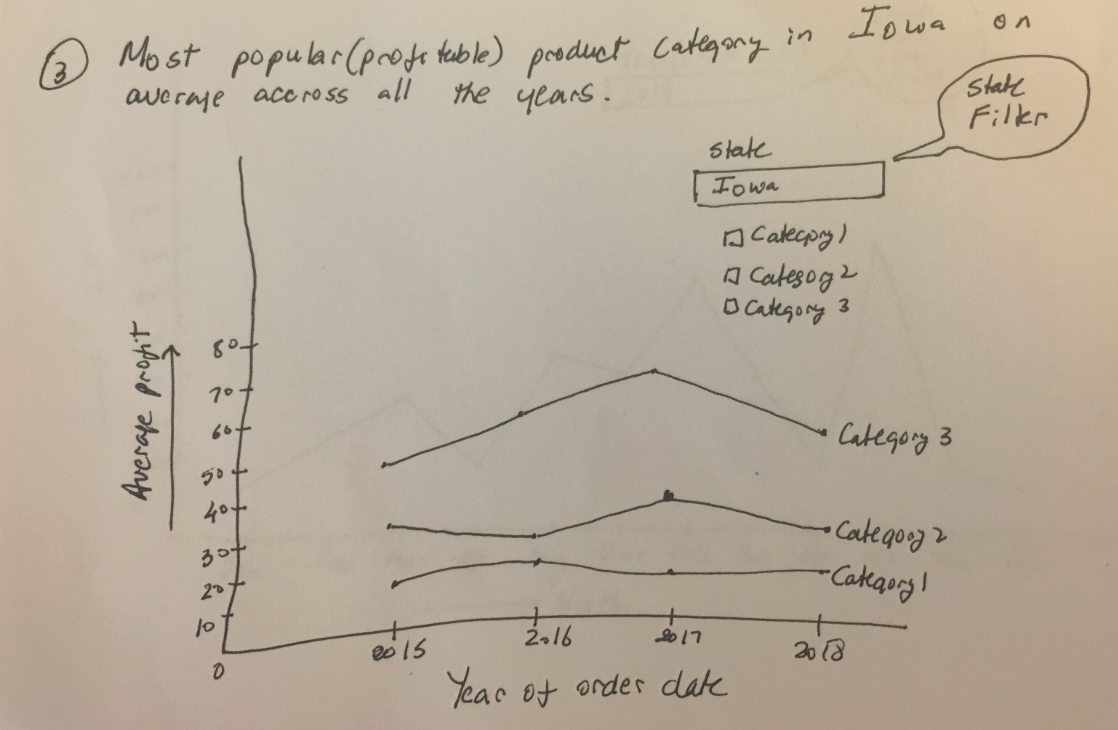 3 Most popular(profitable) product category in Iowa on
average accross all the years.
State
Filter
State
Iowa
Category 1
Category 2
Category 3
Average profit
80
70
60
50
40
30
20
10
0
Category 3
Category 2
Category 1
2015 2016 2017 2018
Year of order date